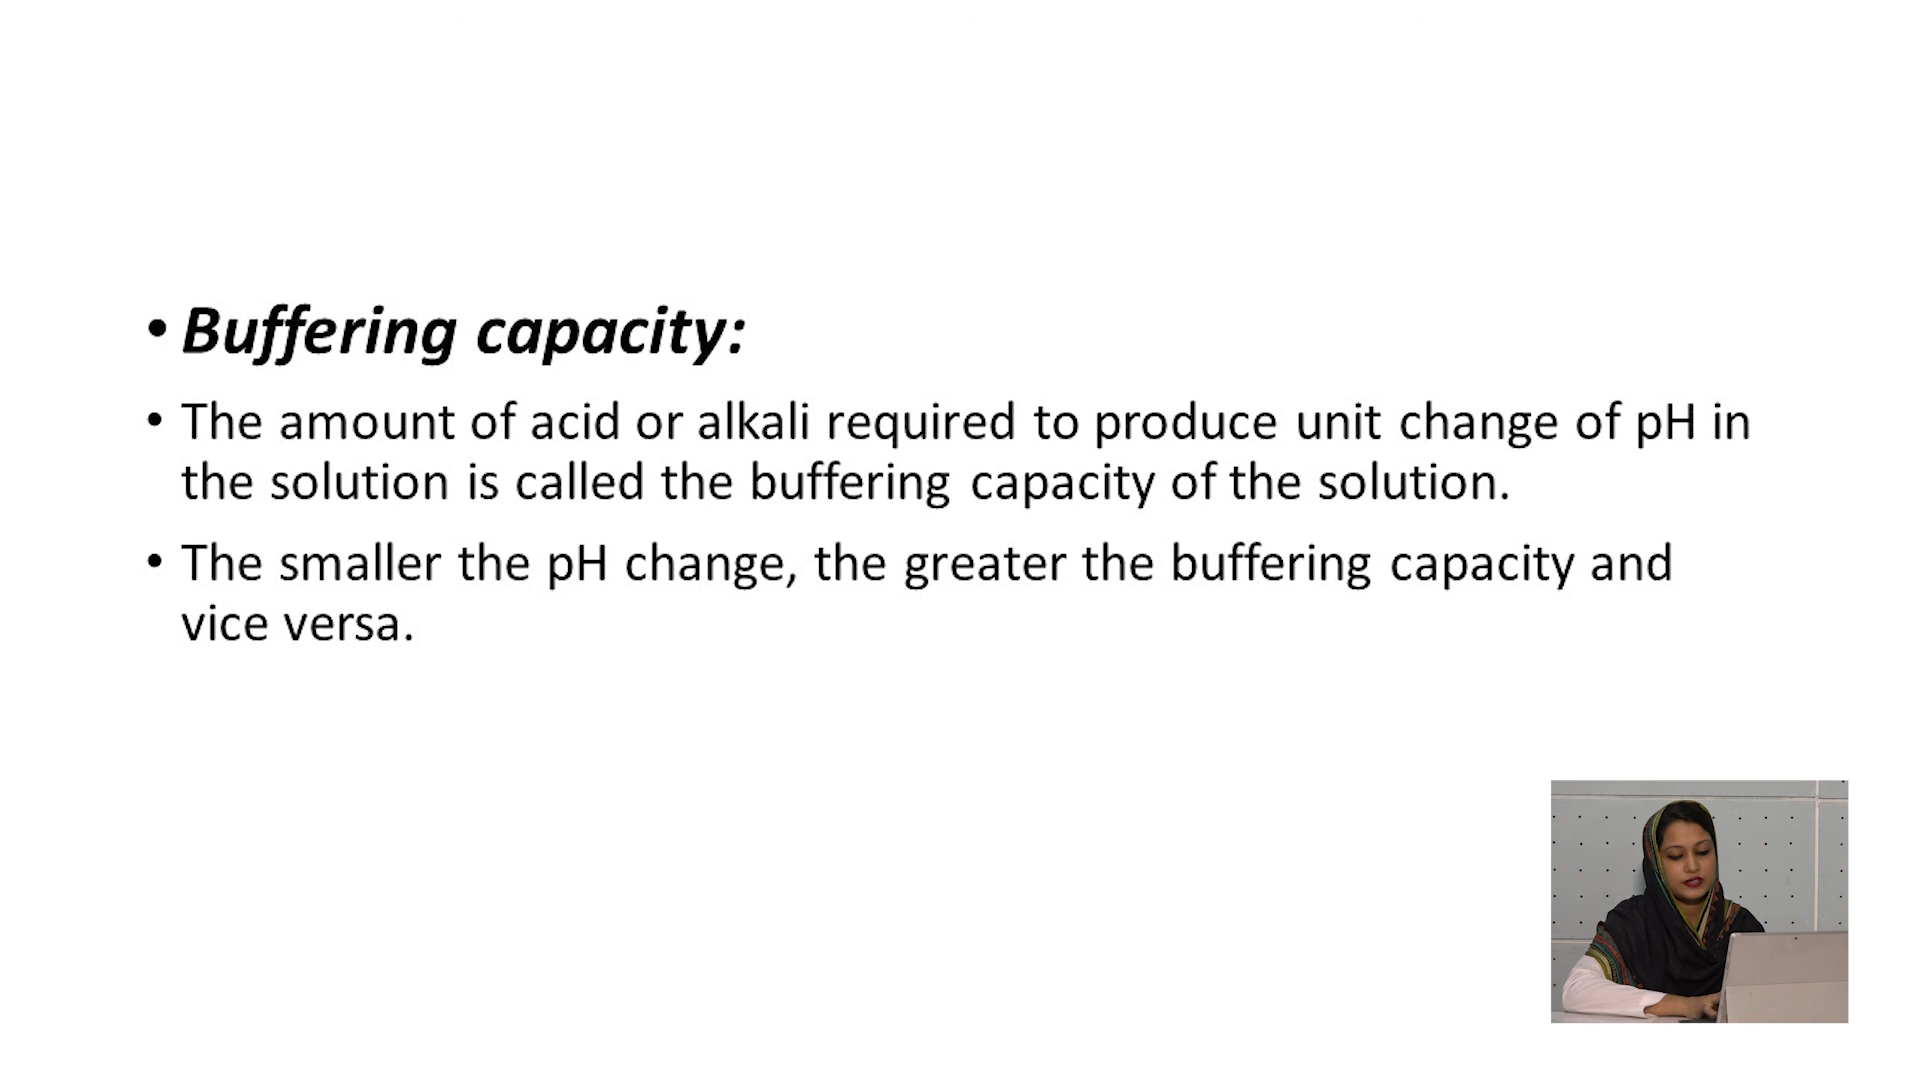 • Buffering capacity:
• The amount of acid or alkali required to produce unit change of pH in
the solution is called the buffering capacity of the solution.
• The smaller the pH change, the greater the buffering capacity and
vice versa.